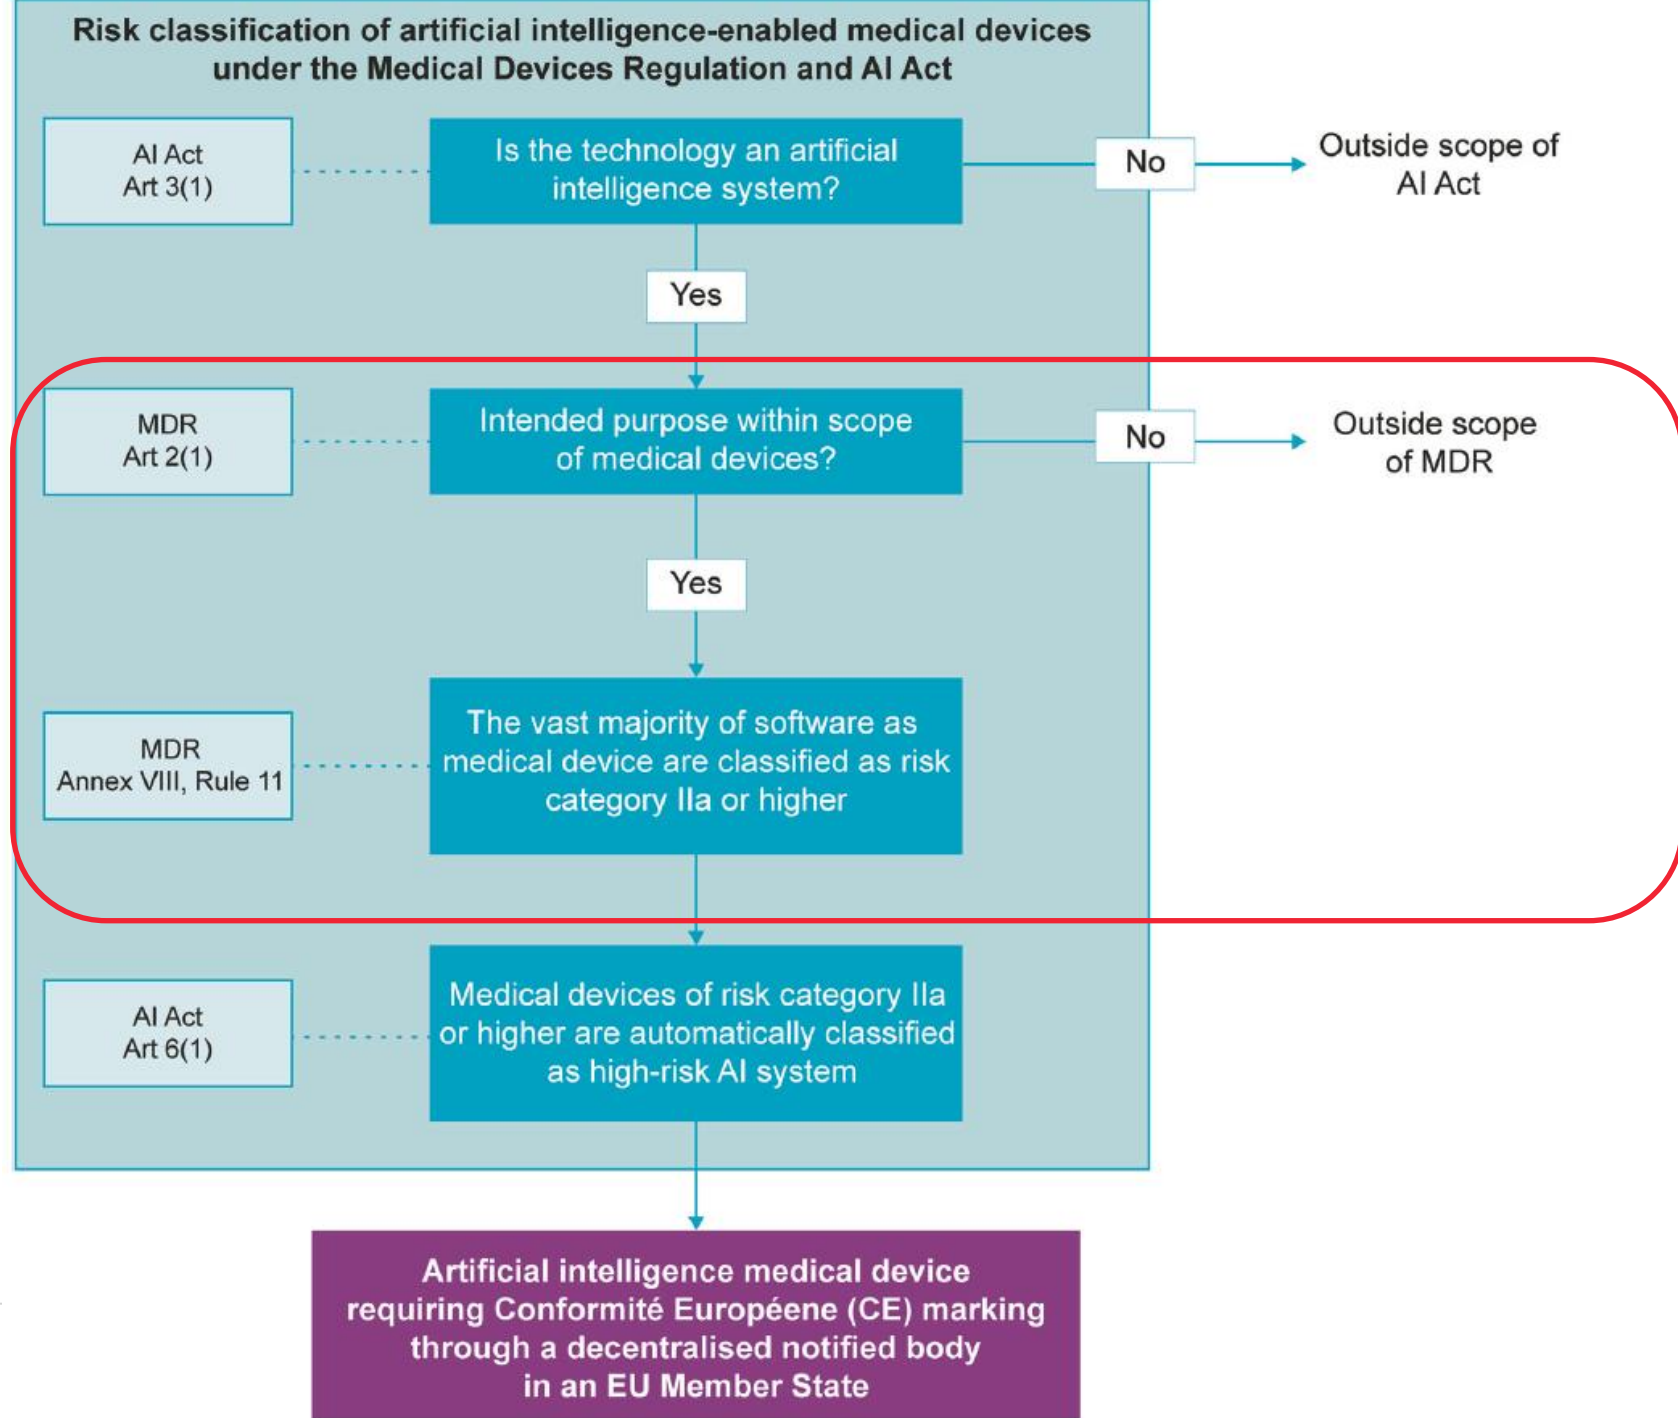 Risk classification of artificial intelligence-enabled medical devices
under the Medical Devices Regulation and AI Act
AI Act
Art 3(1)
Is the technology an artificial
intelligence system?
No
Outside scope of
AI Act
Yes
MDR
Art 2(1)
Intended purpose within scope
of medical devices?
No
Outside scope
of MDR
Yes
MDR
Annex VIII, Rule 11
The vast majority of software as
medical device are classified as risk
category IIa or higher
AI Act
Art 6(1)
Medical devices of risk category IIa
or higher are automatically classified
as high-risk AI system
Artificial intelligence medical device
requiring Conformité Européene (CE) marking
through a decentralised notified body
in an EU Member State